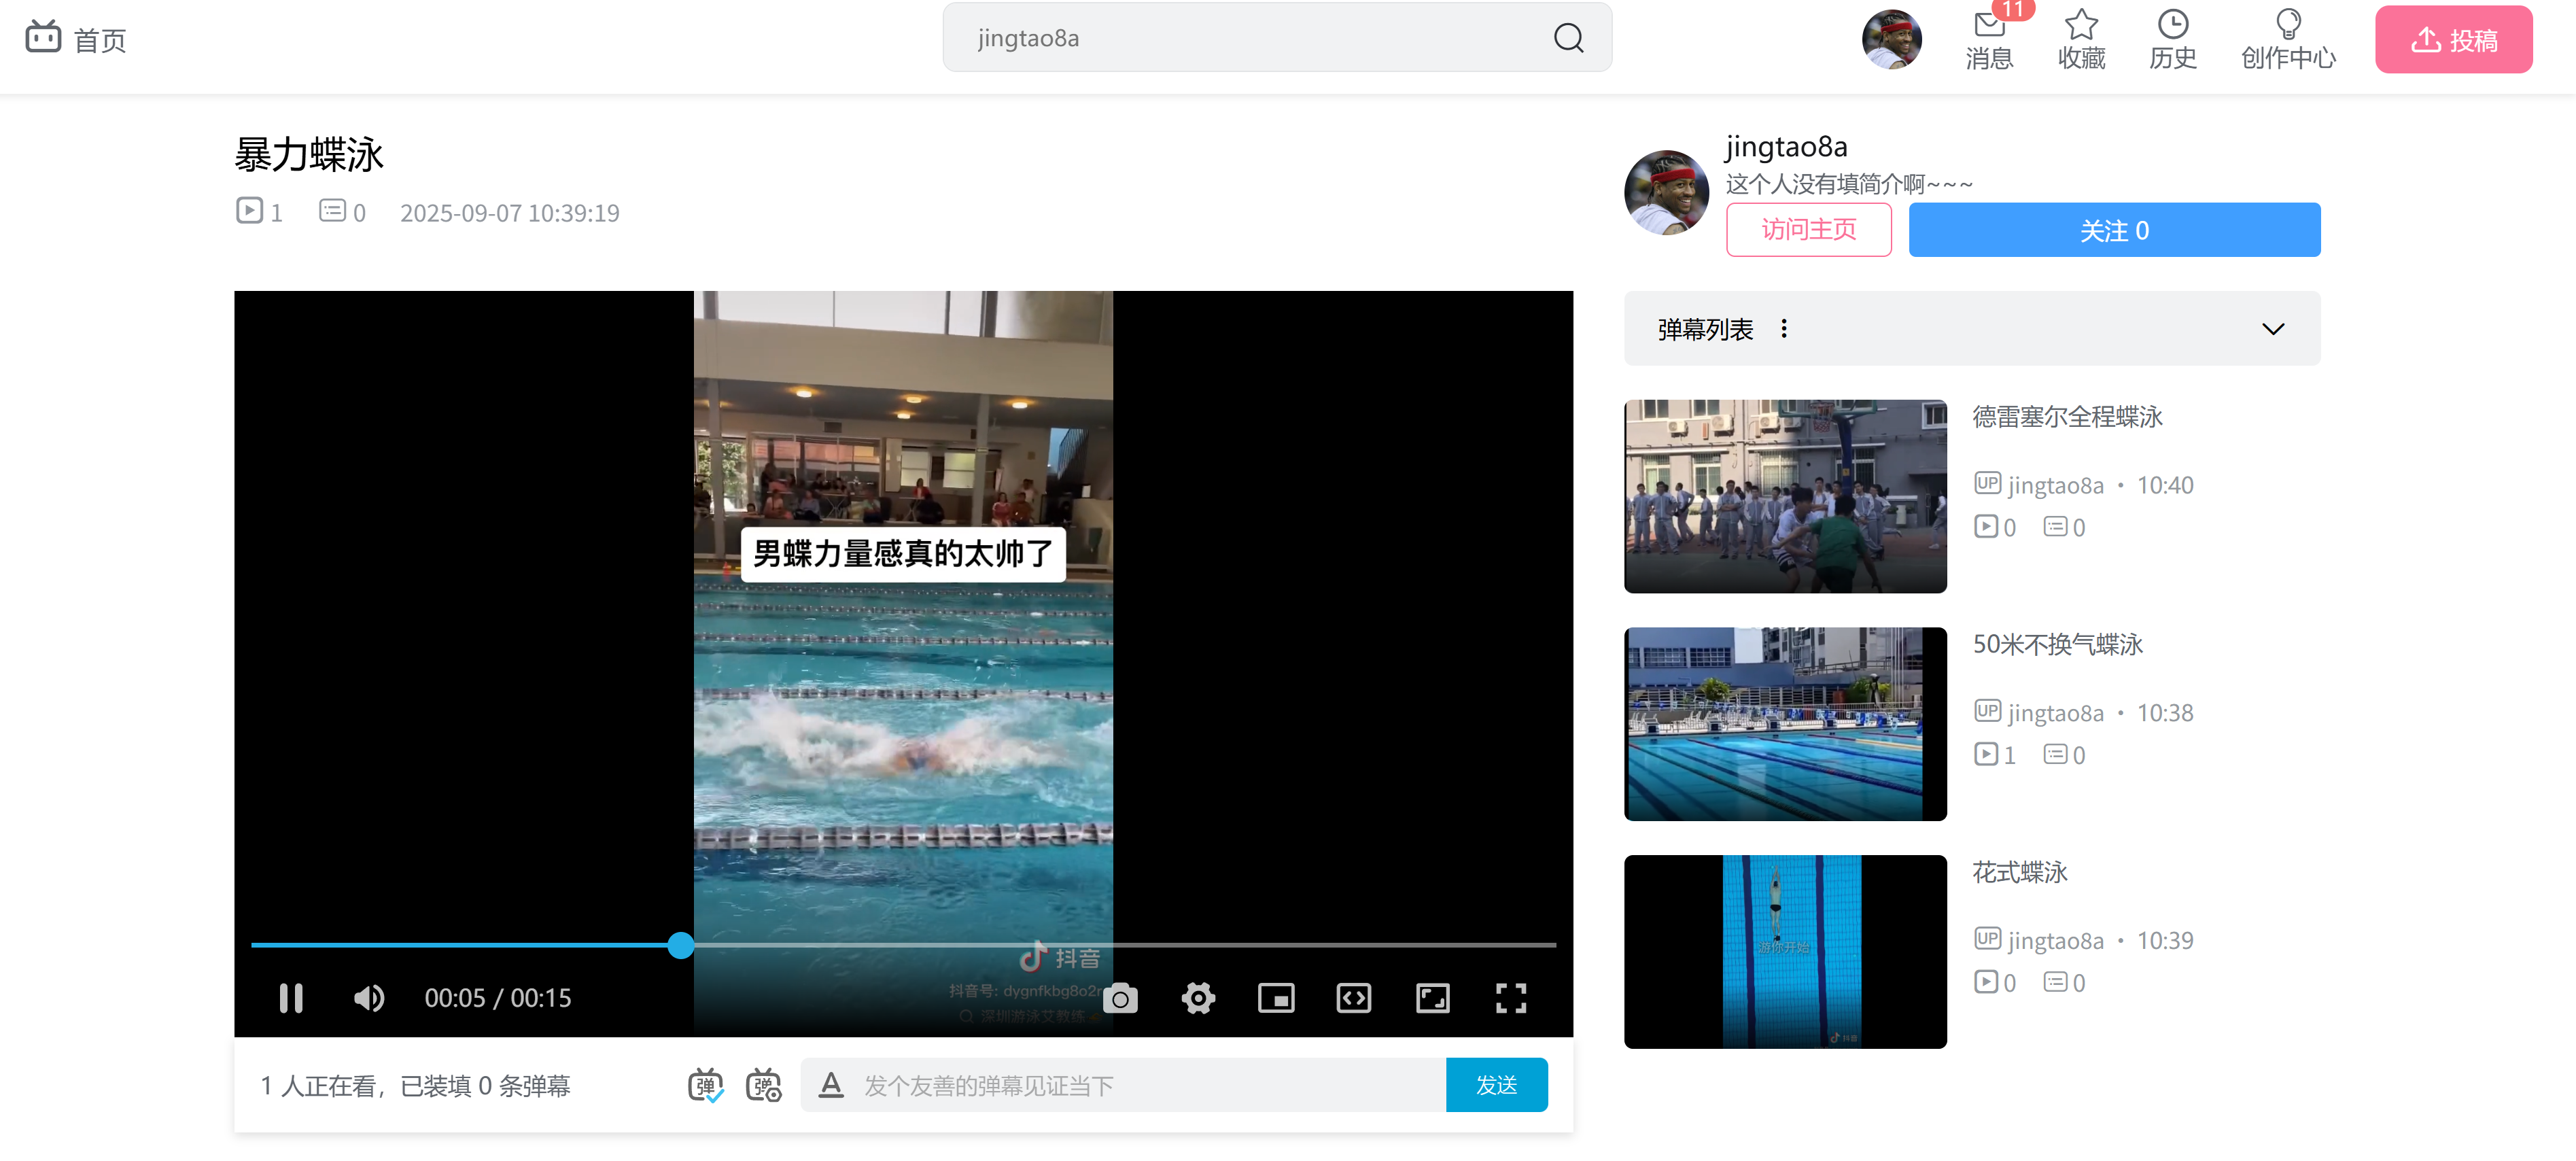 首页
jingtao8a
11
消息
收藏
历史
创作中心
投稿
暴力蝶泳
1
0
2025-09-07 10:39:19
jingtao8a
这个人没有填简介啊~~~
访问主页
关注 0
男蝶力量感真的太帅了
抖音
抖音号: dygnfkbg8o2r
深圳游泳艾教练
00:05 / 00:15
1 人正在看，已装填 0 条弹幕
弹
弹
发个友善的弹幕见证当下
发送
弹幕列表
德雷塞尔全程蝶泳
UP jingtao8a · 10:40
0 0
50米不换气蝶泳
UP jingtao8a · 10:38
1 0
游你开始
抖音
花式蝶泳
UP jingtao8a · 10:39
0 0